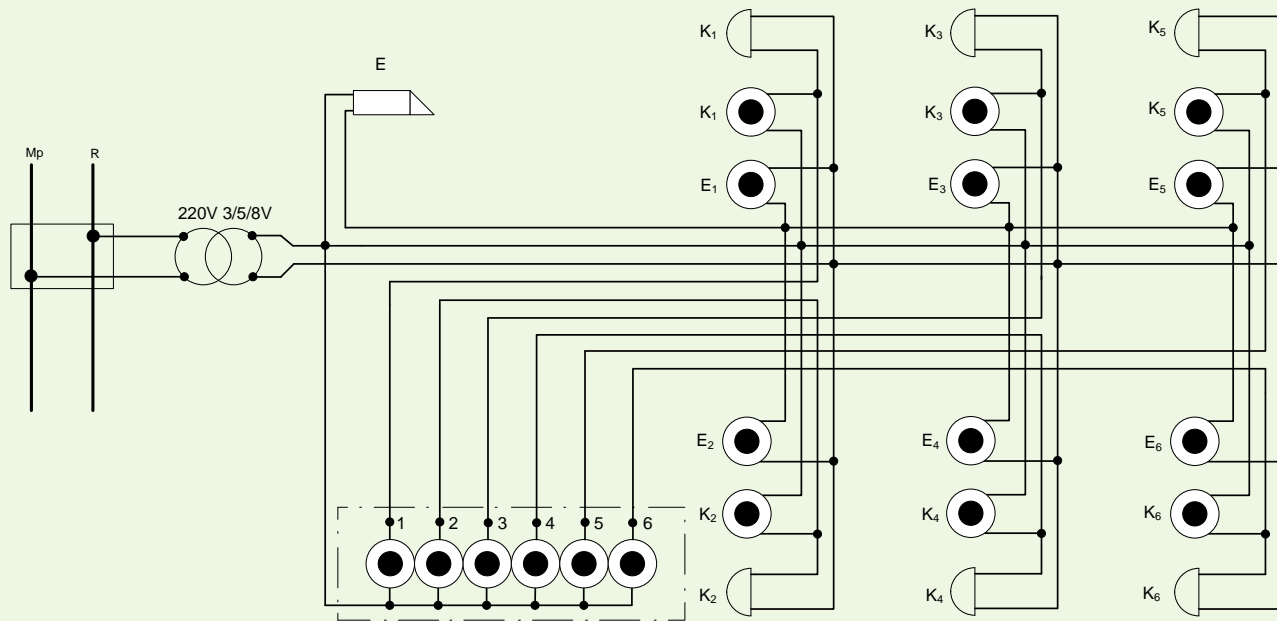 K₁
K₃
K₅
E
K₁
K₃
K₅
Mp
R
E₁
E₃
E₅
220V 3/5/8V
E₂
E₄
E₆
1
2
3
4
5
6
K₂
K₄
K₆
K₂
K₄
K₆